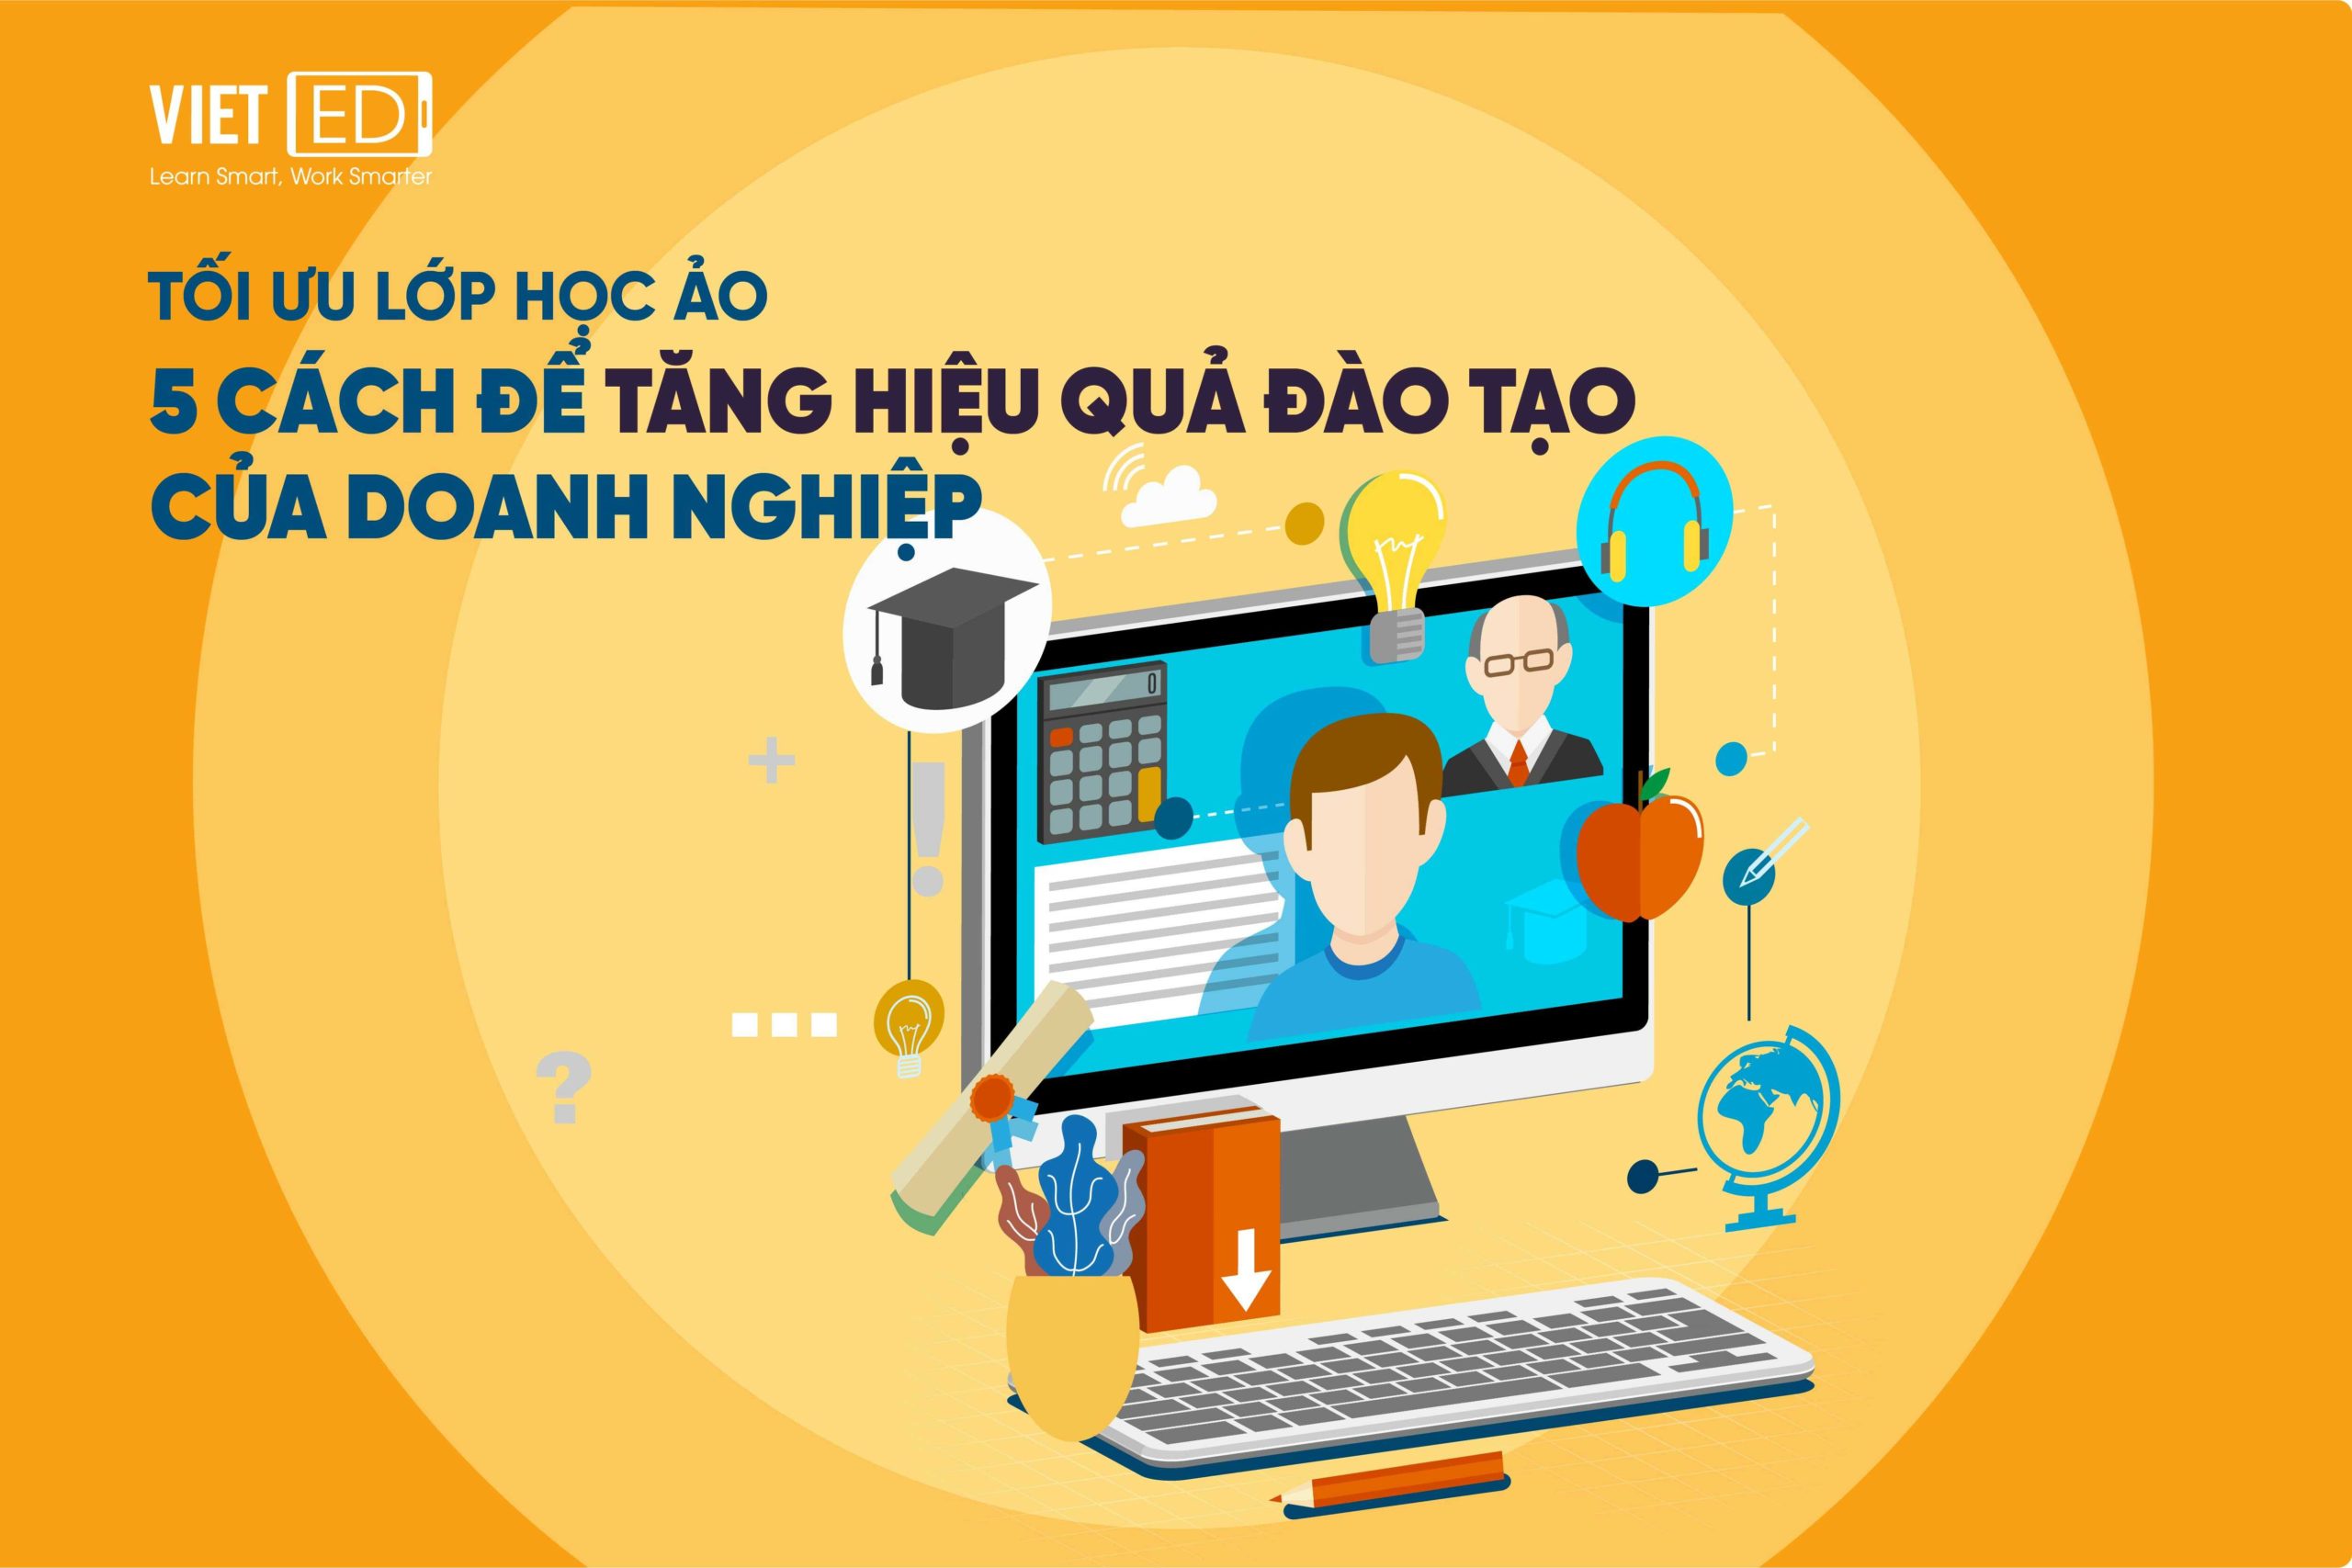 VIET ED
Learn Smart, Work Smarter
TỐI ƯU LỚP HỌC ẢO
5 CÁCH ĐỂ TĂNG HIỆU QUẢ ĐÀO TẠO
CỦA DOANH NGHIỆP
0
+
!
?